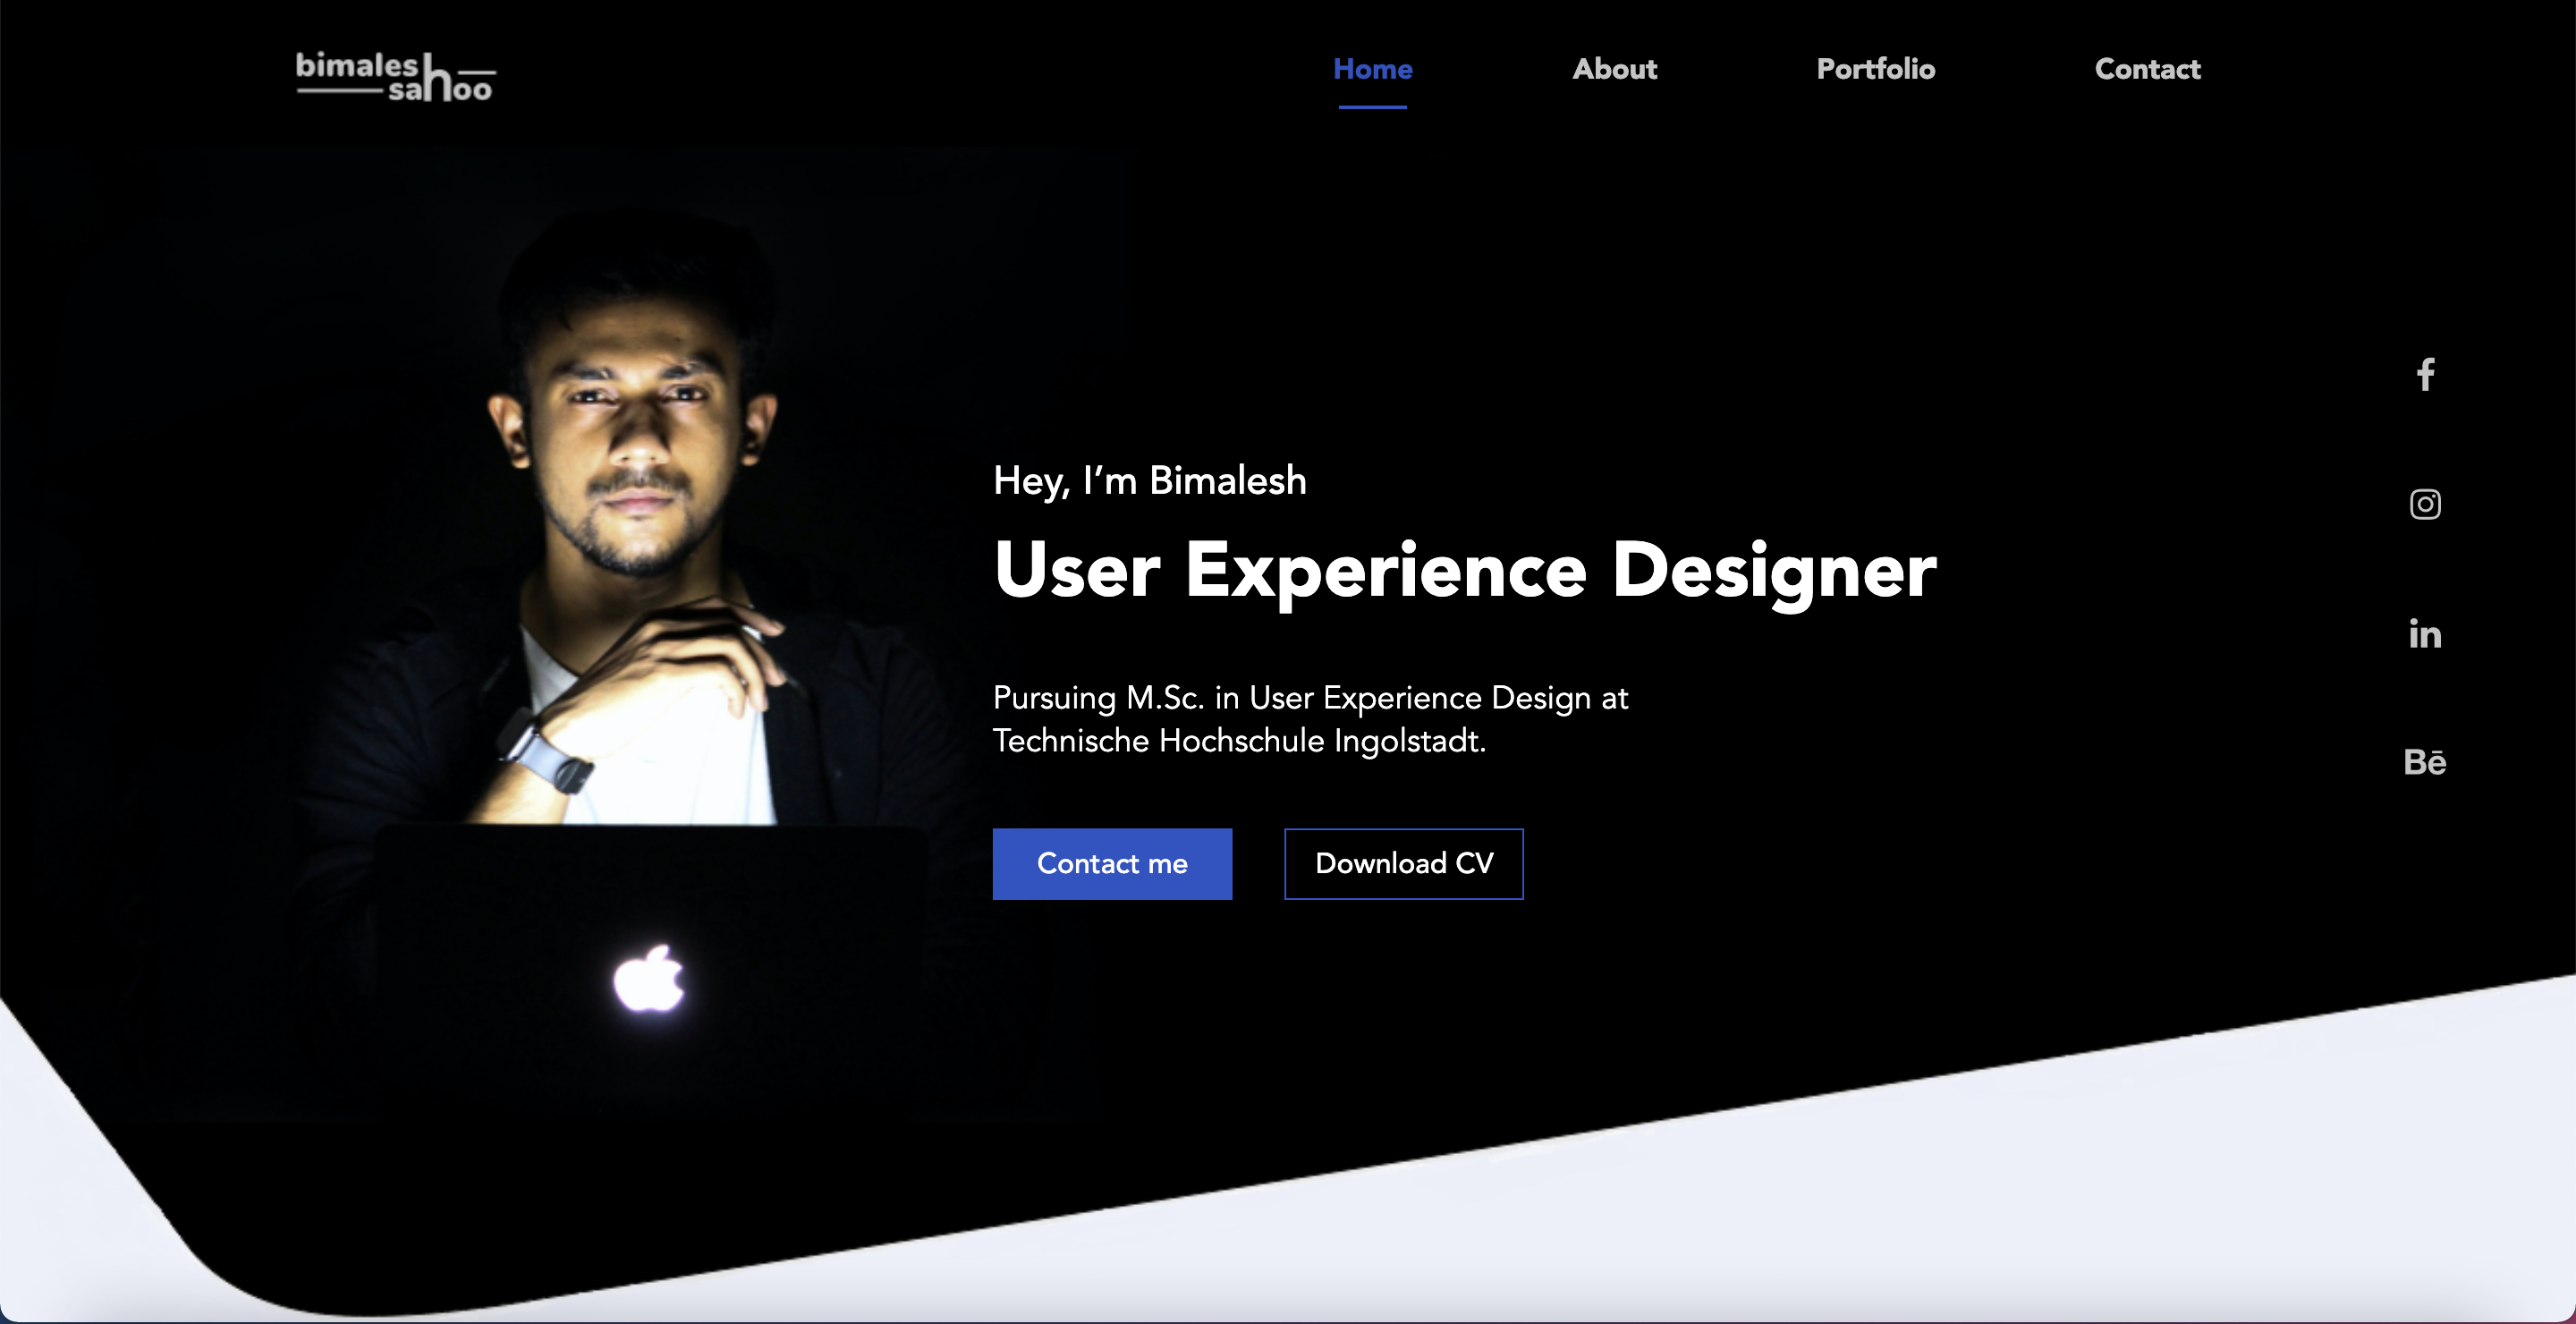 bimalesh
sahoo
Home
About
Portfolio
Contact
Hey, I’m Bimalesh
User Experience Designer
Pursuing M.Sc. in User Experience Design at
Technische Hochschule Ingolstadt.
Contact me
Download CV
f
in
Bē